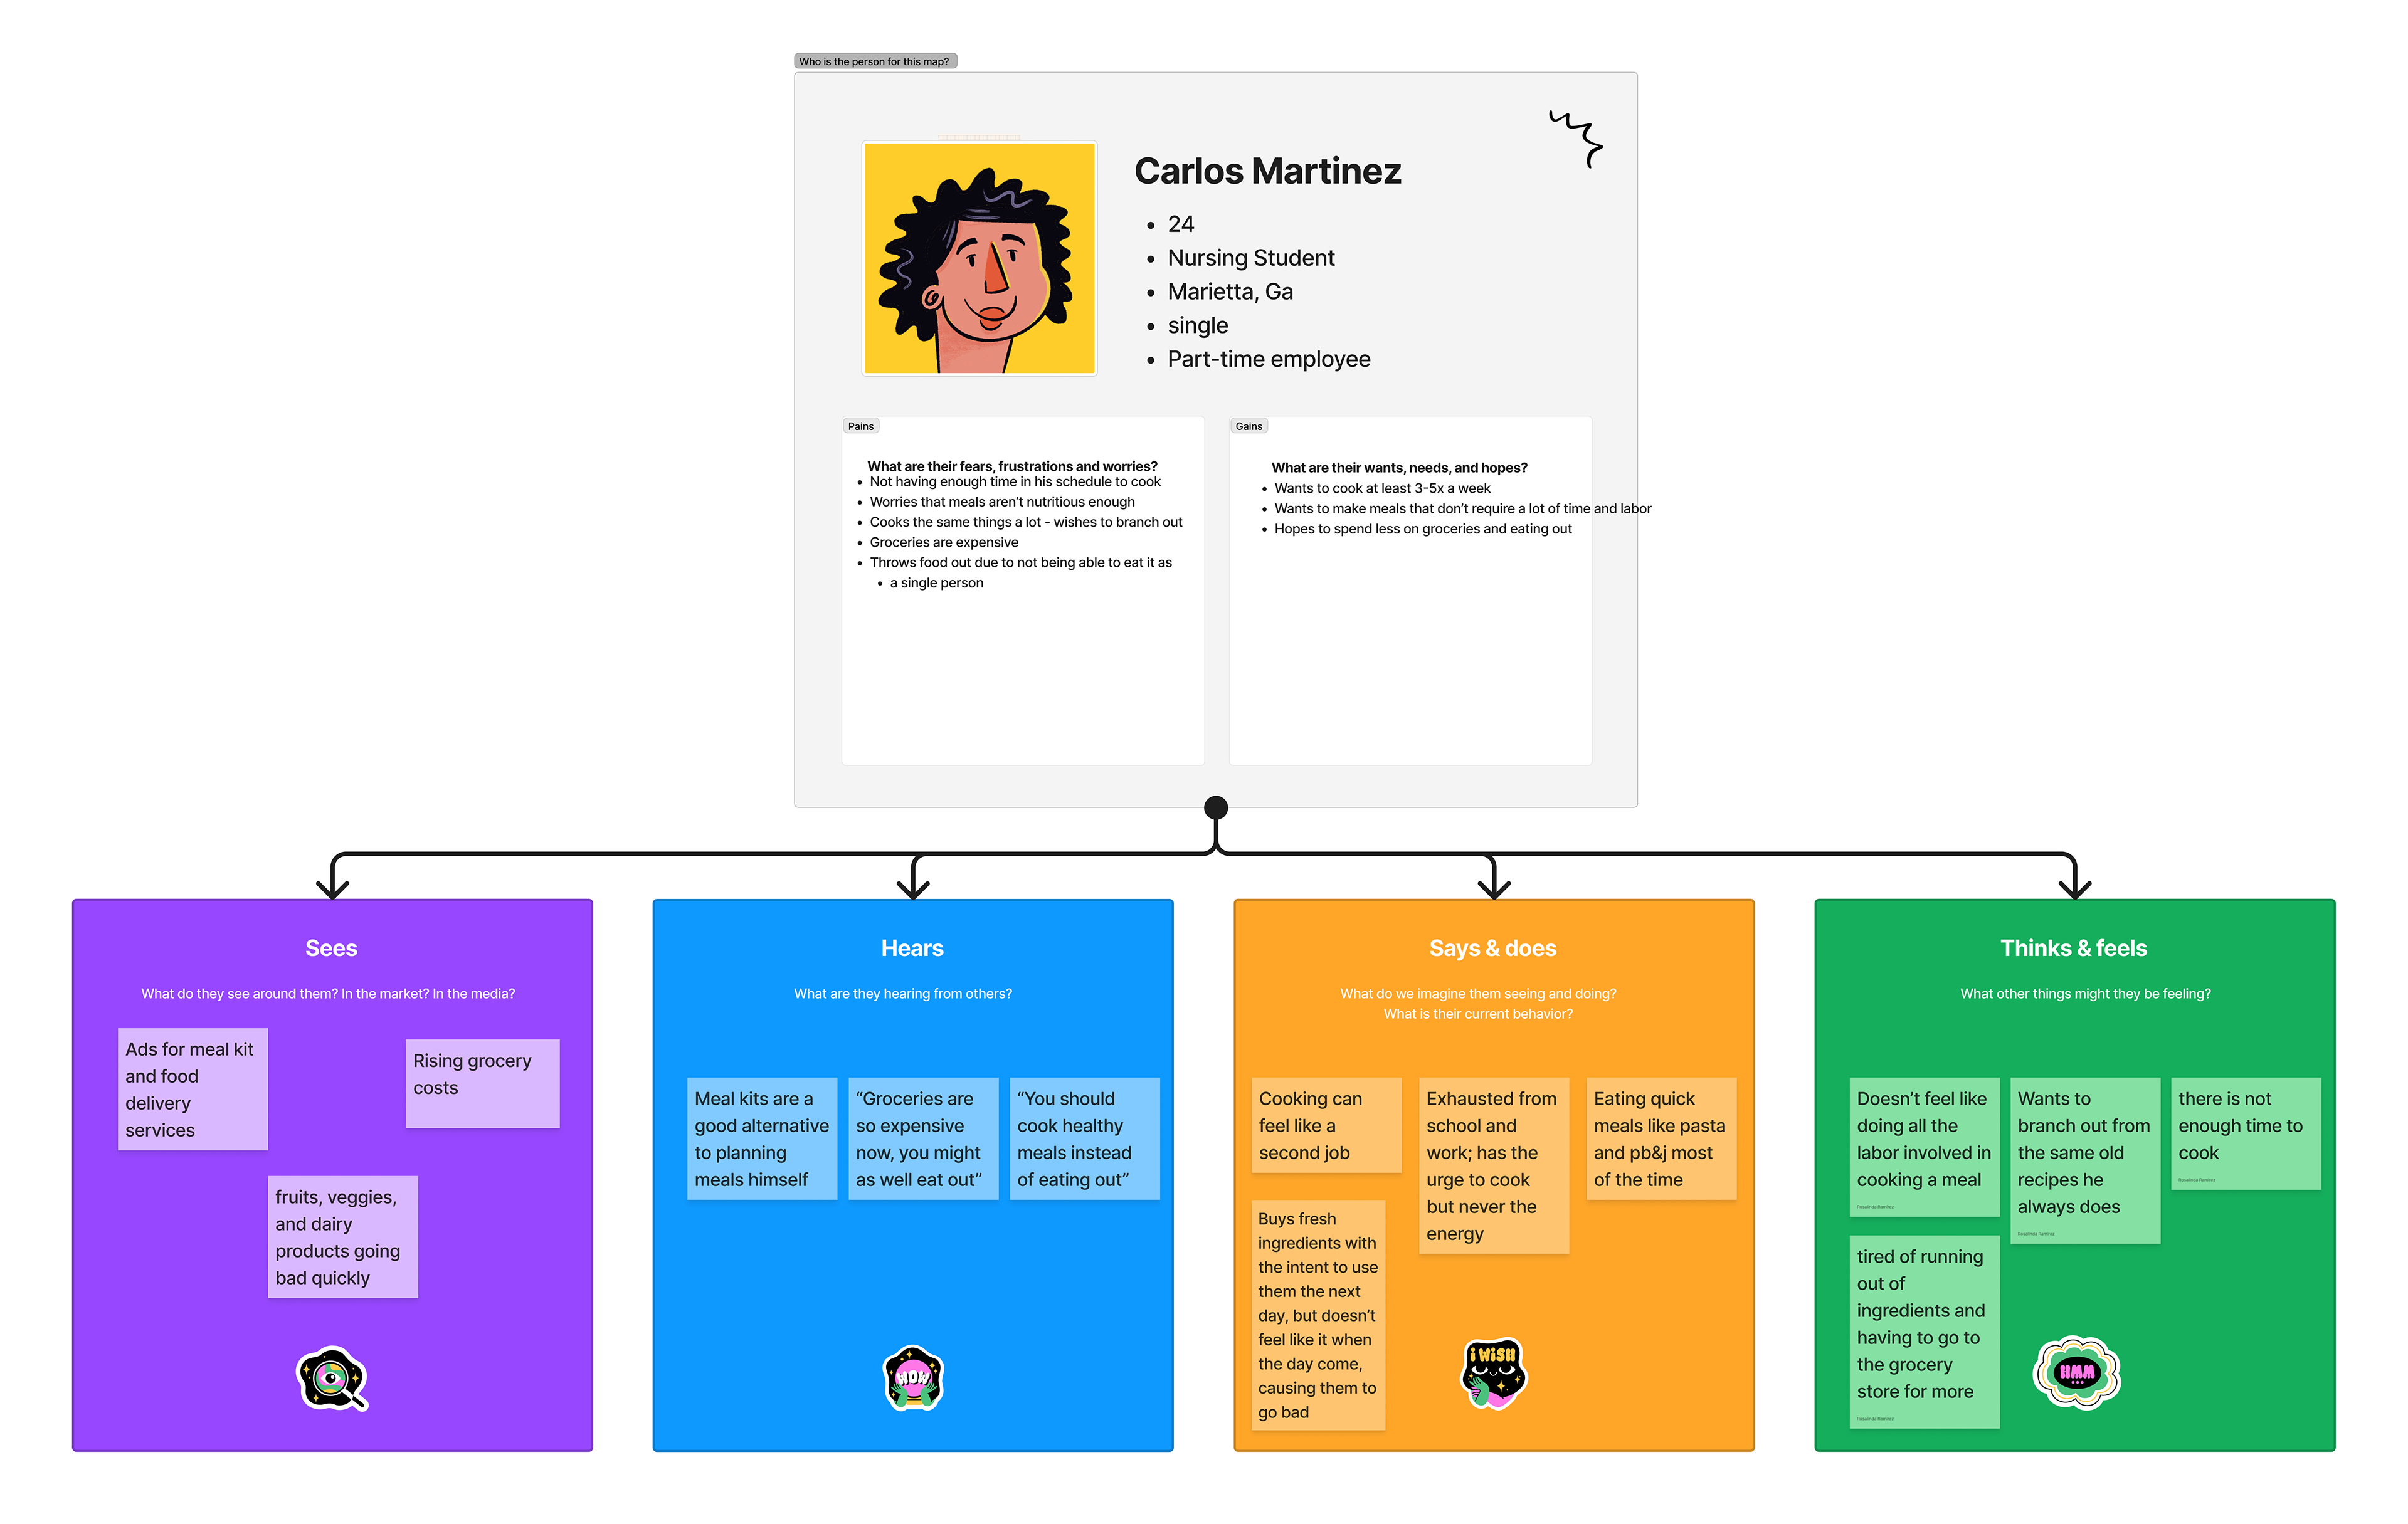 Who is the person for this map?
Carlos Martinez
24
Nursing Student
Marietta, Ga
single
Part-time employee
Pains
What are their fears, frustrations and worries?
Not having enough time in his schedule to cook
Worries that meals aren’t nutritious enough
Cooks the same things a lot - wishes to branch out
Groceries are expensive
Throws food out due to not being able to eat it as
a single person
Gains
What are their wants, needs, and hopes?
Wants to cook at least 3-5x a week
Wants to make meals that don’t require a lot of time and labor
Hopes to spend less on groceries and eating out
Sees
What do they see around them? In the market? In the media?
Ads for meal kit
and food
delivery
services
Rising grocery
costs
fruits, veggies,
and dairy
products going
bad quickly
Hears
What are they hearing from others?
Meal kits are a
good alternative
to planning
meals himself
“Groceries are
so expensive
now, you might
as well eat out”
“You should
cook healthy
meals instead
of eating out”
WOW
Says & does
What do we imagine them seeing and doing?
What is their current behavior?
Cooking can
feel like a
second job
Exhausted from
school and
work; has the
urge to cook
but never the
energy
Eating quick
meals like pasta
and pb&j most
of the time
Buys fresh
ingredients with
the intent to use
them the next
day, but doesn’t
feel like it when
the day come,
causing them to
go bad
i WiSH
Thinks & feels
What other things might they be feeling?
Doesn’t feel like
doing all the
labor involved in
cooking a meal
Rosalinda Ramirez
Wants to
branch out from
the same old
recipes he
always does
Rosalinda Ramirez
there is not
enough time to
cook
Rosalinda Ramirez
tired of running
out of
ingredients and
having to go to
the grocery
store for more
Rosalinda Ramirez
HMM